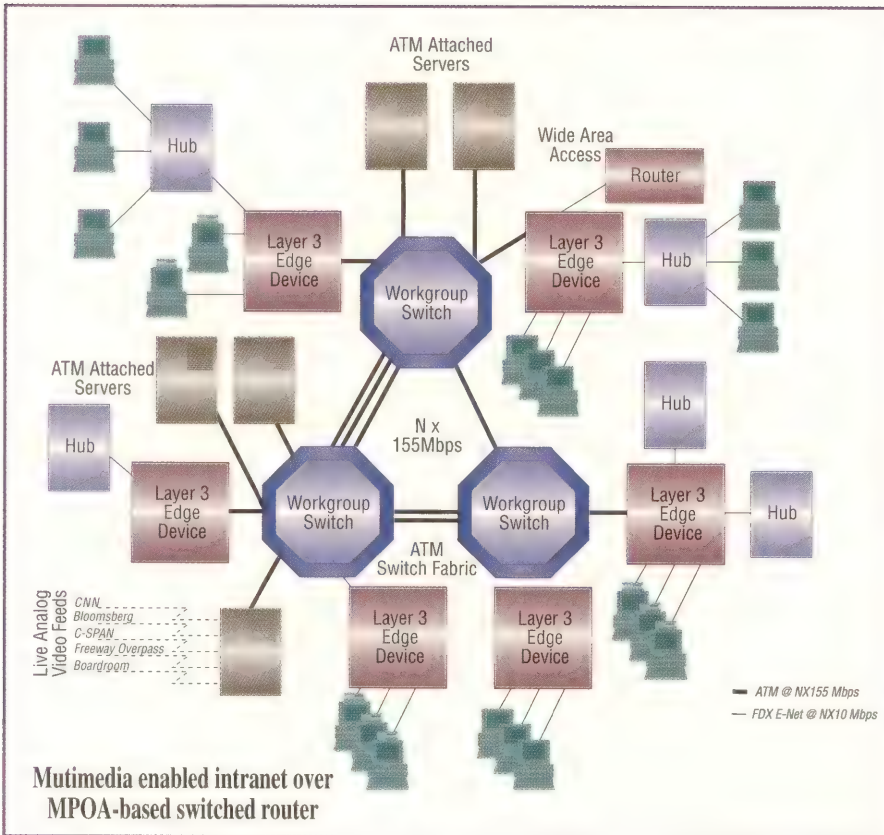 ATM Attached
Servers
Hub
Wide Area
Access
Router
Layer 3
Edge
Device
Layer 3
Edge
Device
Hub
Workgroup
Switch
ATM Attached
Servers
Hub
N x
155Mbps
Hub
Layer 3
Edge
Device
Workgroup
Switch
Workgroup
Switch
Layer 3
Edge
Device
Hub
ATM
Switch Fabric
Live Analog
Video Feeds
CNN
Bloomsberg
C-SPAN
Freeway Overpass
Boardroom
Layer 3
Edge
Device
Layer 3
Edge
Device
ATM @ NX155 Mbps
FDX E-Net @ NX10 Mbps
Mutimedia enabled intranet over
MPOA-based switched router